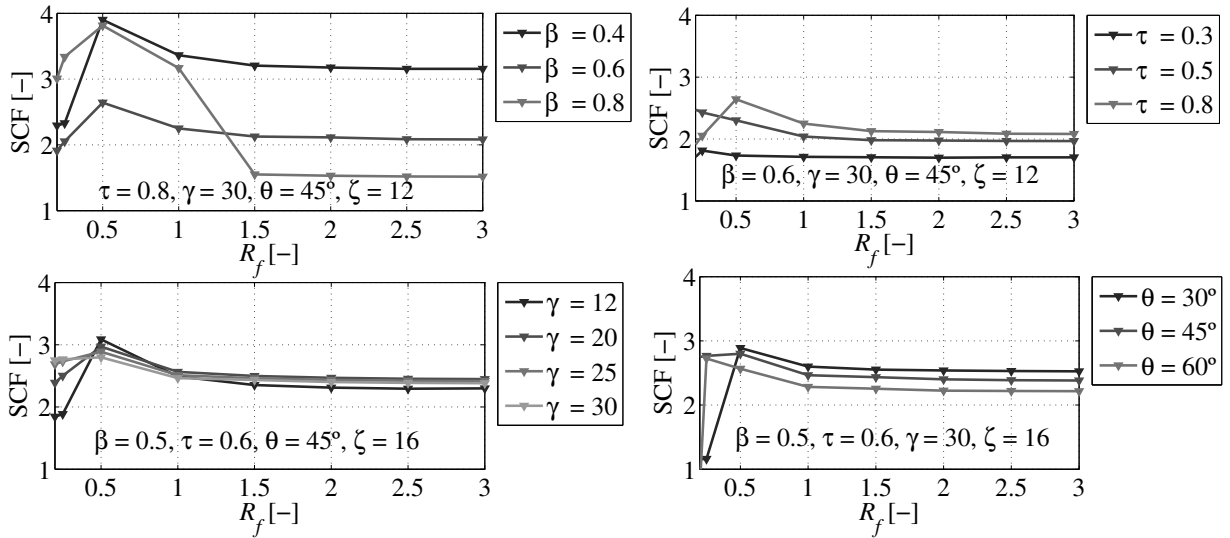 4
3
2
1
SCF [−]
0.5 1 1.5 2 2.5 3
R_f [−]
τ = 0.8, γ = 30, θ = 45º, ζ = 12
β = 0.4
β = 0.6
β = 0.8
4
3
2
1
SCF [−]
0.5 1 1.5 2 2.5 3
R_f [−]
β = 0.6, γ = 30, θ = 45º, ζ = 12
τ = 0.3
τ = 0.5
τ = 0.8
4
3
2
1
SCF [−]
0.5 1 1.5 2 2.5 3
R_f [−]
β = 0.5, τ = 0.6, θ = 45º, ζ = 16
γ = 12
γ = 20
γ = 25
γ = 30
4
3
2
1
SCF [−]
0.5 1 1.5 2 2.5 3
R_f [−]
β = 0.5, τ = 0.6, γ = 30, ζ = 16
θ = 30º
θ = 45º
θ = 60º